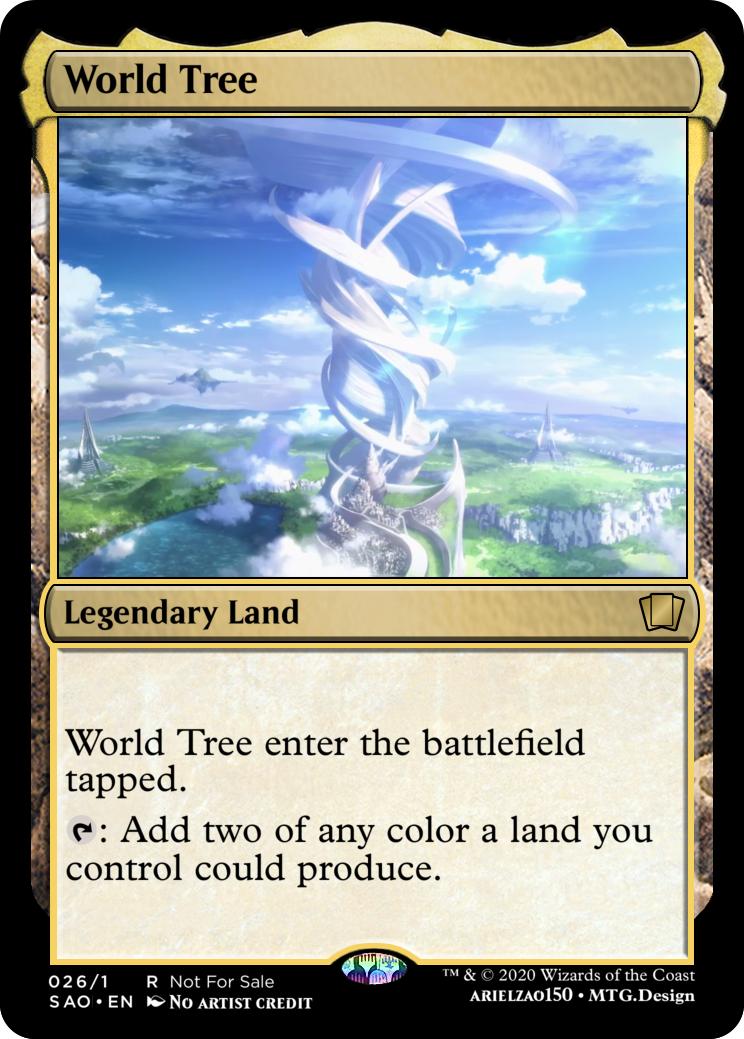 World Tree
Legendary Land
World Tree enter the battlefield
tapped.
: Add two of any color a land you
control could produce.
026/1 R Not For Sale
SAO • EN No artist credit
™ & © 2020 Wizards of the Coast
arielzao150 • MTG.Design